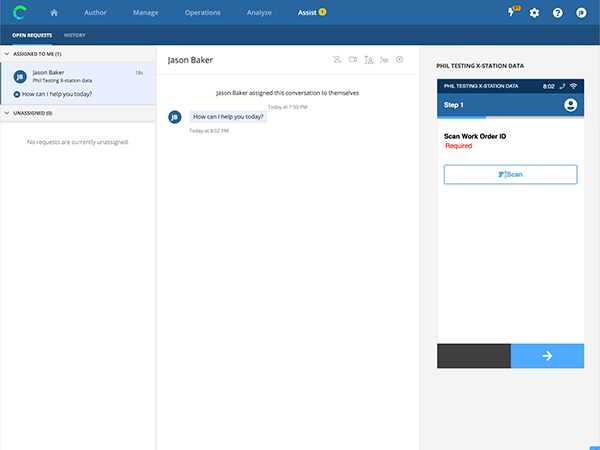 Author Manage Operations Analyze Assist 1
JB
OPEN REQUESTS HISTORY
ASSIGNED TO ME (1)
JB Jason Baker 18s
Phil Testing X-station data
How can I help you today?
UNASSIGNED (0)
No requests are currently unassigned.
Jason Baker
Jason Baker assigned this conversation to themselves
Today at 7:50 PM
JB How can I help you today?
Today at 8:02 PM
PHIL TESTING X-STATION DATA
PHIL TESTING X-STATION DATA 8:02
Step 1
Scan Work Order ID
Required
Scan